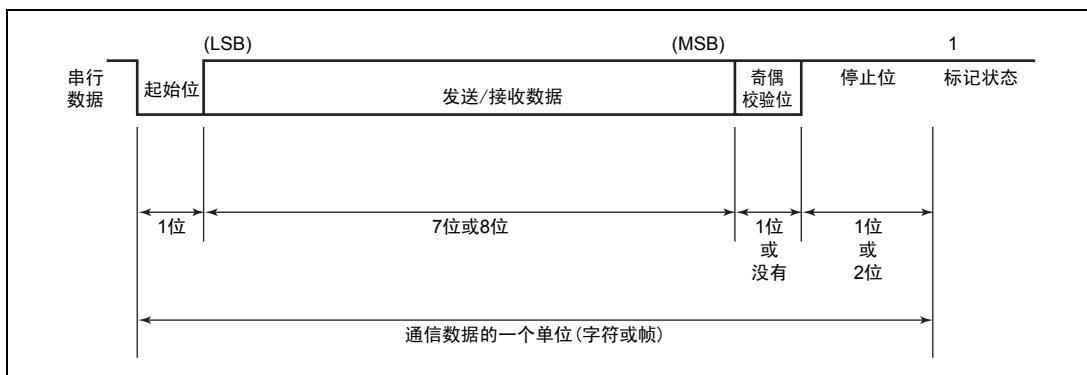 (LSB)
(MSB)
1
串行
数据
起始位
发送/接收数据
奇偶
校验位
停止位
标记状态
1位
7位或8位
1位
或
没有
1位
或
2位
通信数据的一个单位(字符或帧)